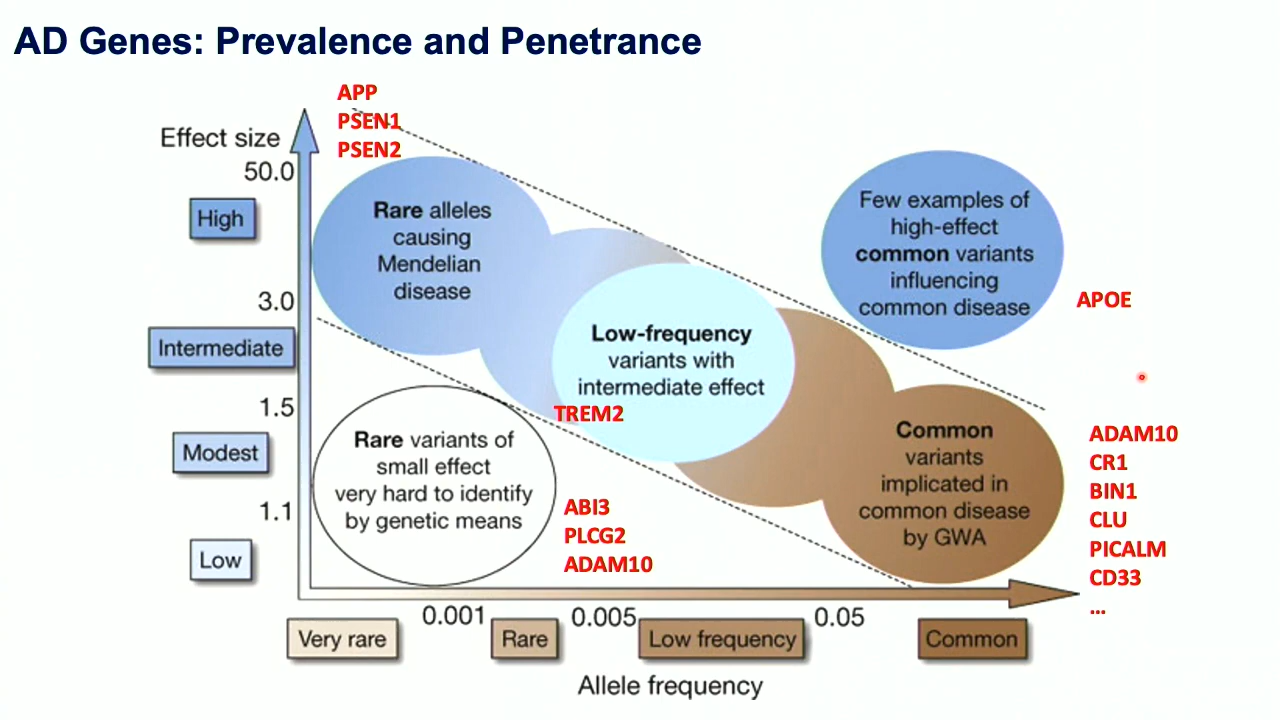 AD Genes: Prevalence and Penetrance
APP
PSEN1
PSEN2
Effect size
50.0
High
3.0
Intermediate
1.5
Modest
1.1
Low
Rare alleles
causing
Mendelian
disease
Low-frequency
variants with
intermediate effect
TREM2
Few examples of
high-effect
common variants
influencing
common disease
APOE
Rare variants of
small effect
very hard to identify
by genetic means
ABI3
PLCG2
ADAM10
Common
variants
implicated in
common disease
by GWA
ADAM10
CR1
BIN1
CLU
PICALM
CD33
...
0.001
0.005
0.05
Very rare
Rare
Low frequency
Common
Allele frequency